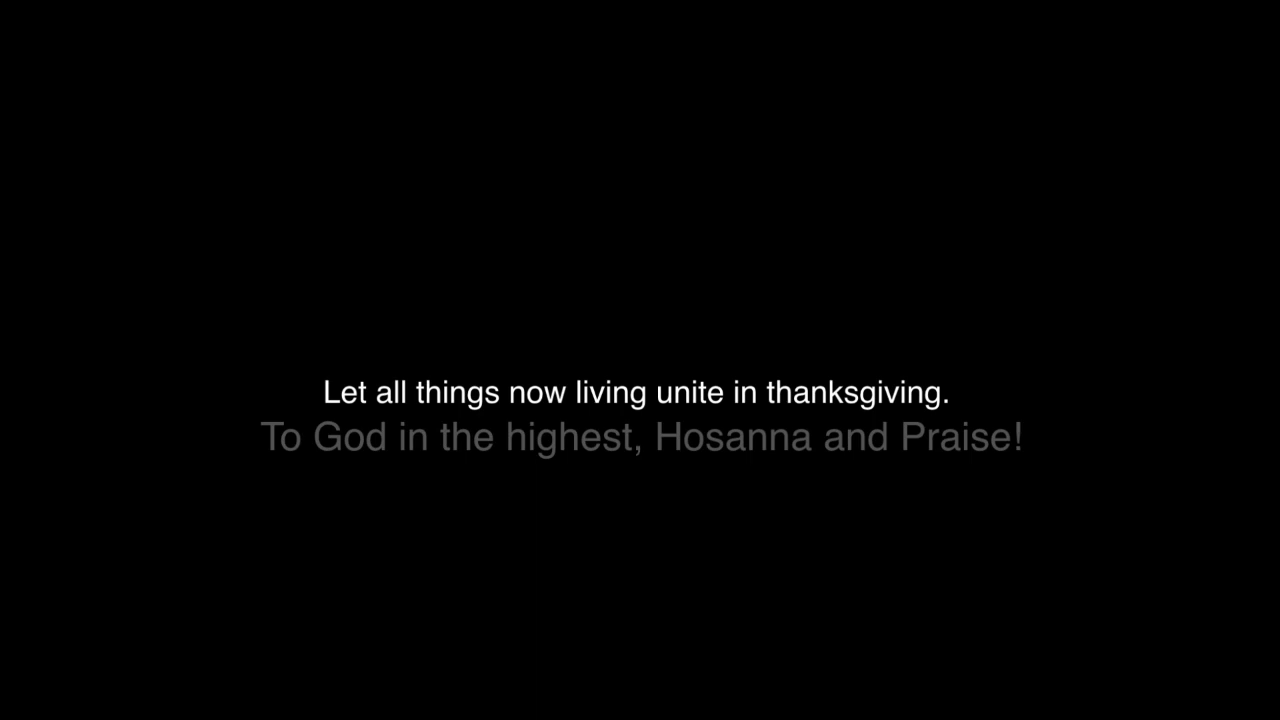 Let all things now living unite in thanksgiving.
To God in the highest, Hosanna and Praise!